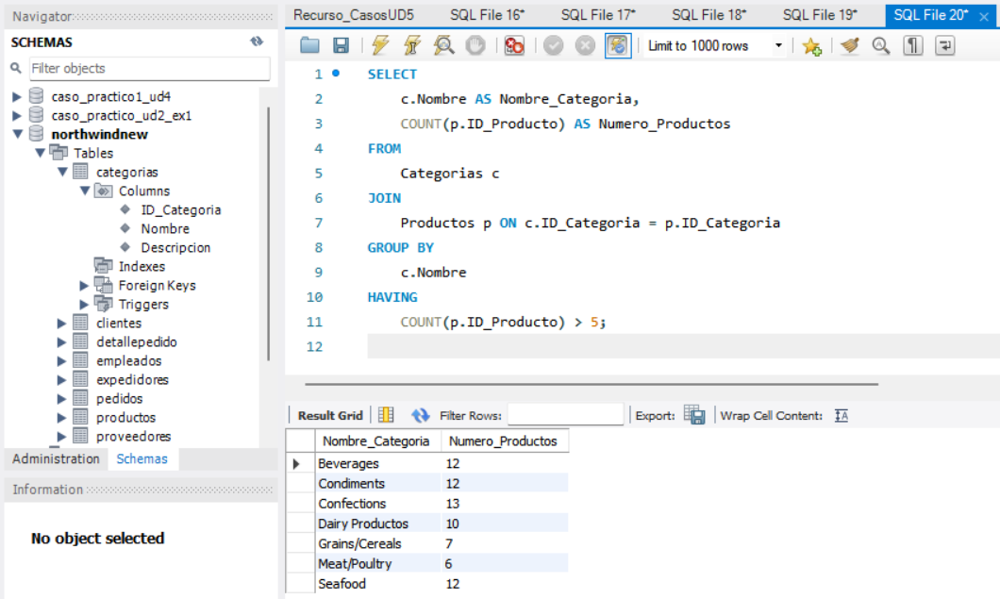 Navigator
SCHEMAS
Filter objects
caso_practico1_ud4
caso_practico_ud2_ex1
northwindnew
Tables
categorias
Columns
ID_Categoria
Nombre
Descripcion
Indexes
Foreign Keys
Triggers
clientes
detallepedido
empleados
expedidores
pedidos
productos
proveedores
Administration Schemas
Information
No object selected
Recurso_CasosUD5 SQL File 16* SQL File 17* SQL File 18* SQL File 19* SQL File 20*
Limit to 1000 rows
1 SELECT
2 c.Nombre AS Nombre_Categoria,
3 COUNT(p.ID_Producto) AS Numero_Productos
4 FROM
5 Categorias c
6 JOIN
7 Productos p ON c.ID_Categoria = p.ID_Categoria
8 GROUP BY
9 c.Nombre
10 HAVING
11 COUNT(p.ID_Producto) > 5;
12
Result Grid Filter Rows: Export: Wrap Cell Content: IA
Nombre_Categoria Numero_Productos
Beverages 12
Condiments 12
Confections 13
Dairy Productos 10
Grains/Cereals 7
Meat/Poultry 6
Seafood 12